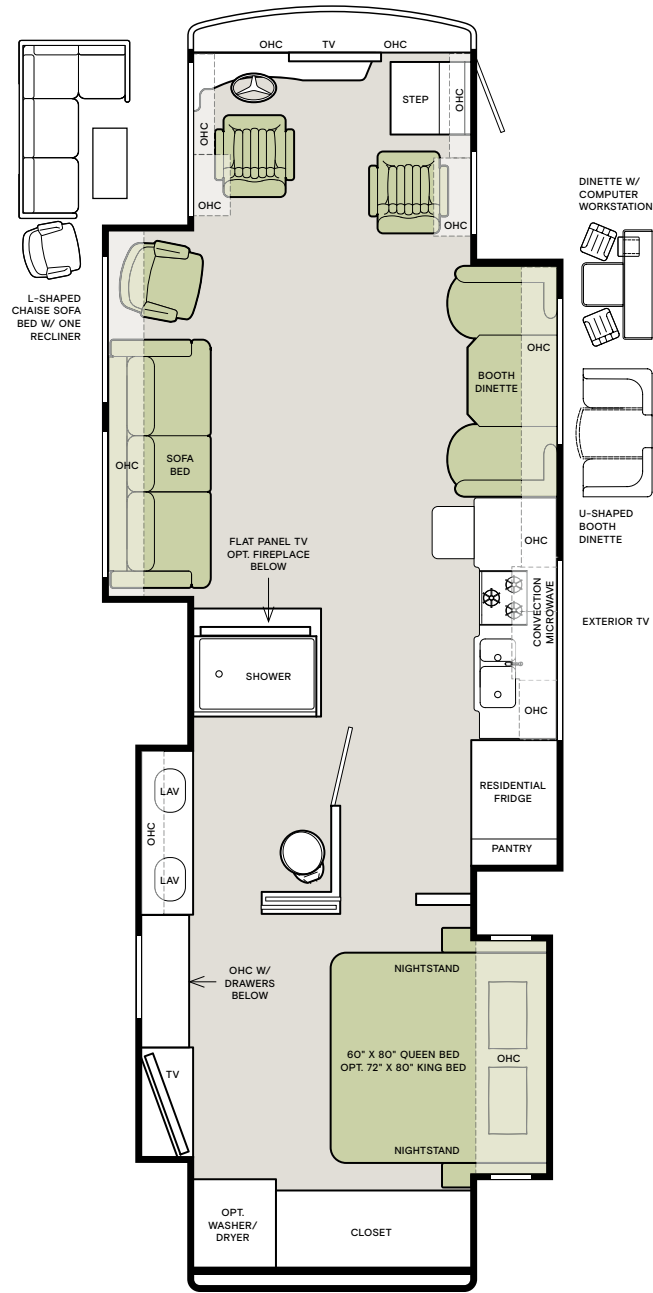 OHC
TV
OHC
STEP
OHC
OHC
OHC
OHC
DINETTE W/
COMPUTER
WORKSTATION
L-SHAPED
CHAISE SOFA
BED W/ ONE
RECLINER
OHC
BOOTH
DINETTE
OHC
SOFA
BED
U-SHAPED
BOOTH
DINETTE
FLAT PANEL TV
OPT. FIREPLACE
BELOW
OHC
CONVECTION
MICROWAVE
EXTERIOR TV
SHOWER
OHC
LAV
RESIDENTIAL
FRIDGE
OHC
PANTRY
LAV
OHC W/
DRAWERS
BELOW
NIGHTSTAND
60" X 80" QUEEN BED
OPT. 72" X 80" KING BED
OHC
TV
NIGHTSTAND
OPT.
WASHER/
DRYER
CLOSET